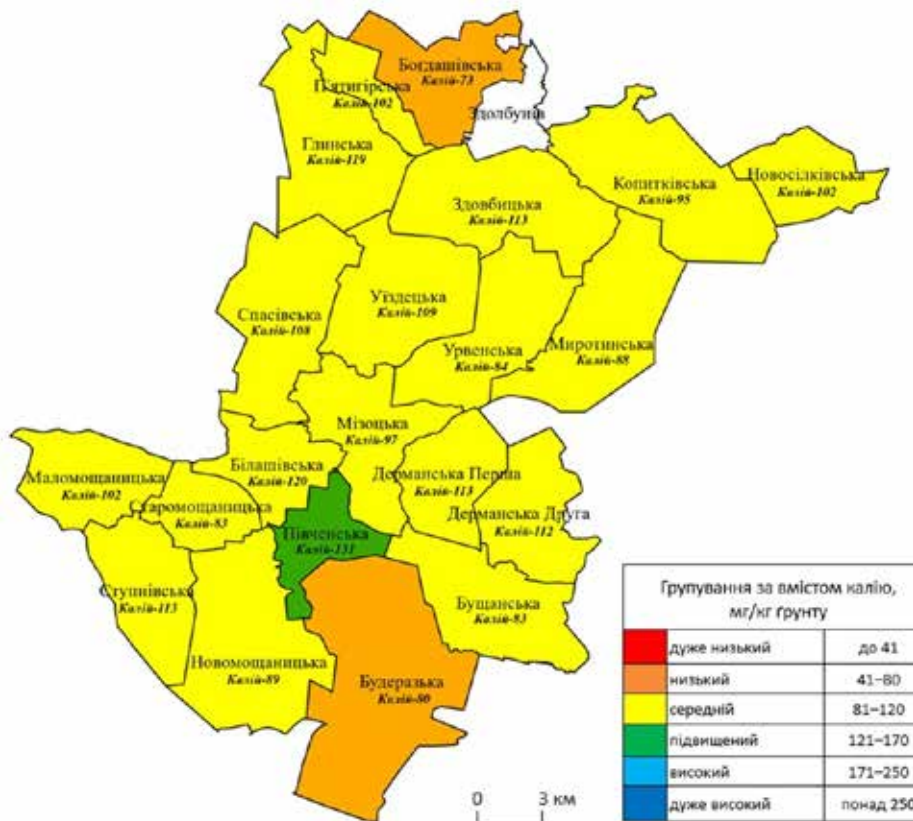 Богдашівська
Калій-73
П'ятигірська
Калій-102
Здолбунів
Глинська
Калій-119
Копитківська
Калій-95
Новосілківська
Калій-102
Здовбицька
Калій-113
Спасівська
Калій-108
Уїздецька
Калій-109
Урвенська
Калій-84
Миротинська
Калій-88
Мізоцька
Калій-97
Маломощаницька
Калій-102
Білашівська
Калій-120
Дерманська Перша
Калій-113
Старомощаницька
Калій-83
Дерманська Друга
Калій-112
Півченська
Калій-131
Ступнівська
Калій-113
Бущанська
Калій-83
Новомощаницька
Калій-89
Будеразька
Калій-80
0 3 км
Групування за вмістом калію,
мг/кг ґрунту
дуже низький до 41
низький 41–80
середній 81–120
підвищений 121–170
високий 171–250
дуже високий понад 250